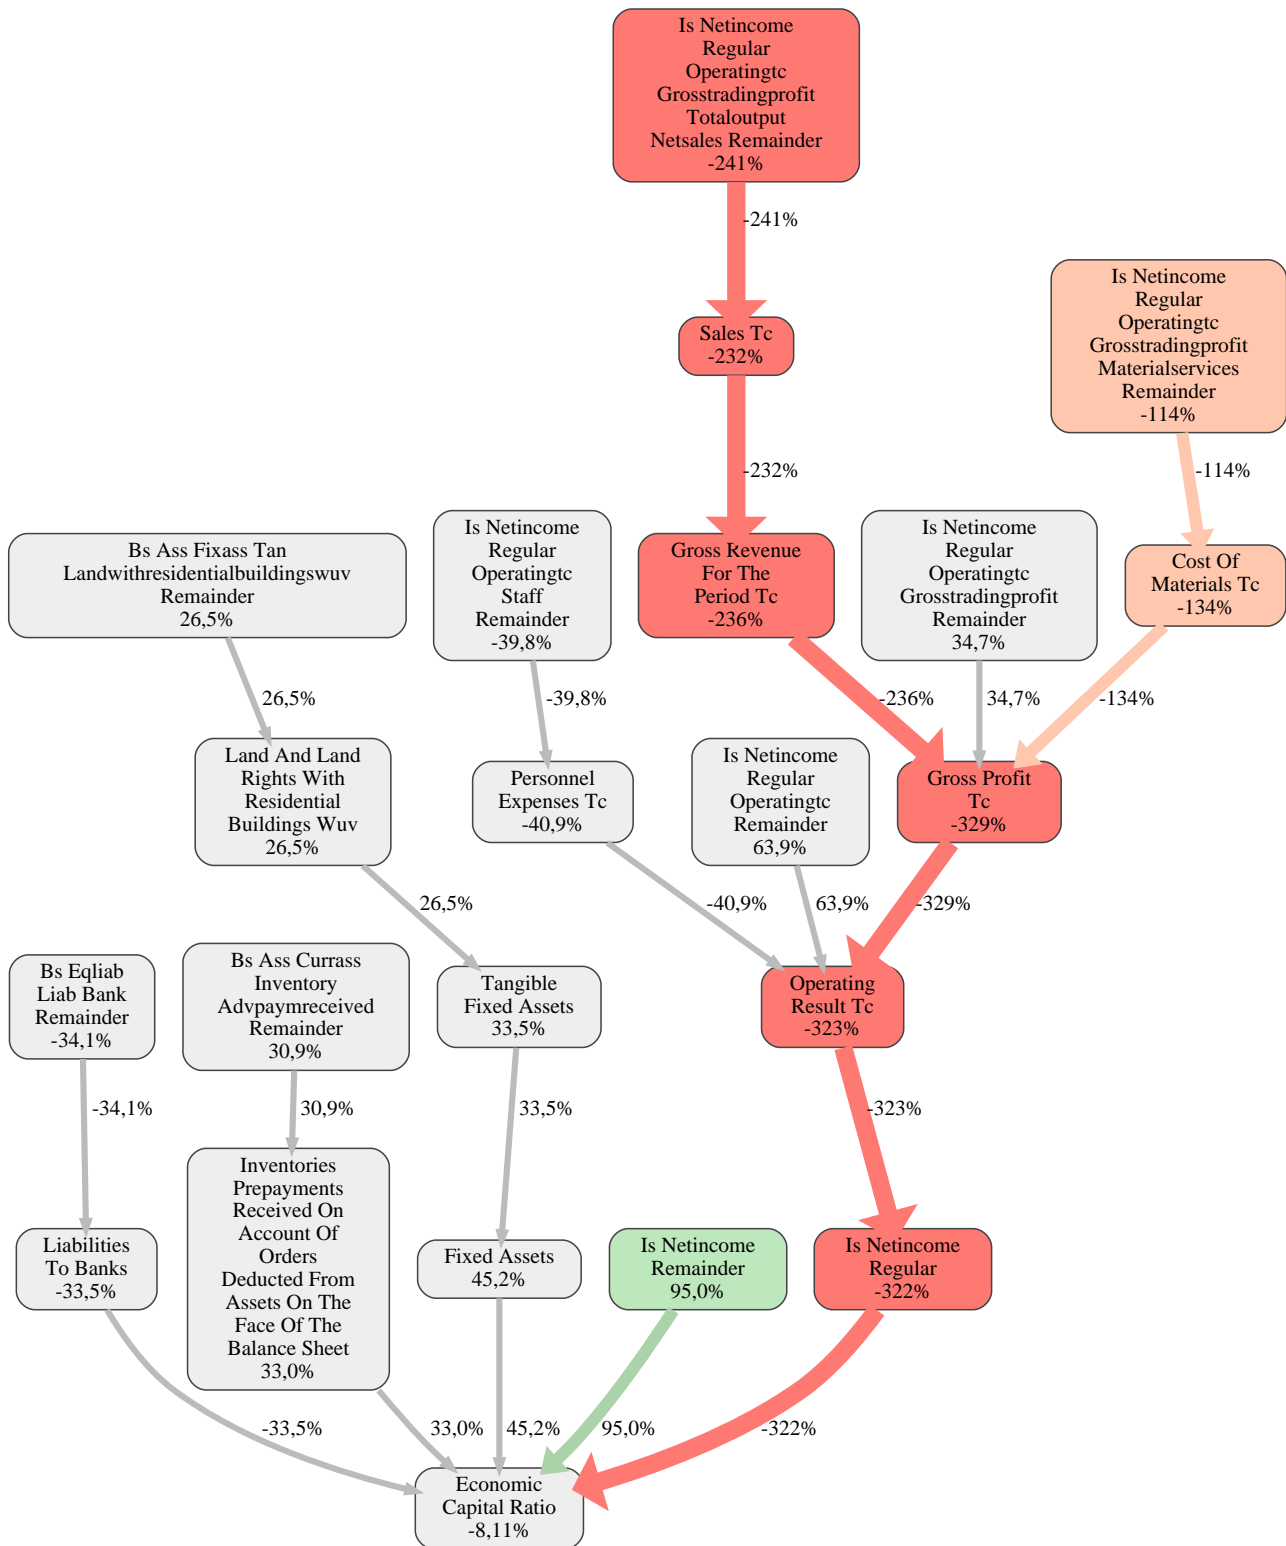 Is Netincome
Regular
Operatingtc
Grosstradingprofit
Totaloutput
Netsales Remainder
-241%
-241%
Is Netincome
Regular
Operatingtc
Grosstradingprofit
Materialservices
Remainder
-114%
Sales Tc
-232%
-232%
-114%
Bs Ass Fixass Tan
Landwithresidentialbuildingswuv
Remainder
26,5%
Is Netincome
Regular
Operatingtc
Staff
Remainder
-39,8%
Gross Revenue
For The
Period Tc
-236%
Is Netincome
Regular
Operatingtc
Grosstradingprofit
Remainder
34,7%
Cost Of
Materials Tc
-134%
26,5%
-39,8%
-236%
34,7%
-134%
Land And Land
Rights With
Residential
Buildings Wuv
26,5%
Personnel
Expenses Tc
-40,9%
Is Netincome
Regular
Operatingtc
Remainder
63,9%
Gross Profit
Tc
-329%
26,5%
-40,9%
63,9%
-329%
Bs Eqliab
Liab Bank
Remainder
-34,1%
Bs Ass Currass
Inventory
Advpaymreceived
Remainder
30,9%
Tangible
Fixed Assets
33,5%
Operating
Result Tc
-323%
-34,1%
30,9%
33,5%
-323%
Liabilities
To Banks
-33,5%
Inventories
Prepayments
Received On
Account Of
Orders
Deducted From
Assets On The
Face Of The
Balance Sheet
33,0%
Fixed Assets
45,2%
Is Netincome
Remainder
95,0%
Is Netincome
Regular
-322%
-33,5%
33,0%
45,2%
95,0%
-322%
Economic
Capital Ratio
-8,11%